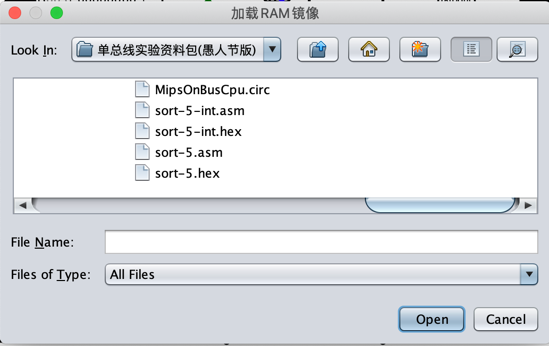 加载RAM镜像
Look In: 单总线实验资料包(愚人节版)
MipsOnBusCpu.circ
sort-5-int.asm
sort-5-int.hex
sort-5.asm
sort-5.hex
File Name:
Files of Type: All Files
Open Cancel